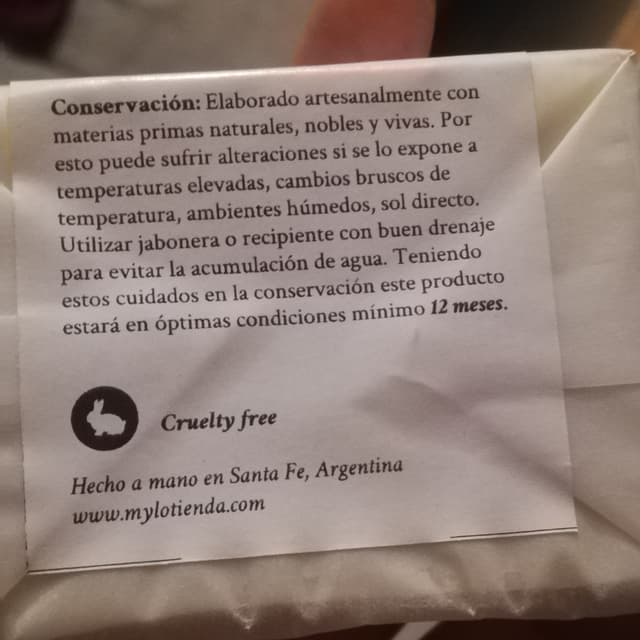 Conservación: Elaborado artesanalmente con
materias primas naturales, nobles y vivas. Por
esto puede sufrir alteraciones si se lo expone a
temperaturas elevadas, cambios bruscos de
temperatura, ambientes húmedos, sol directo.
Utilizar jabonera o recipiente con buen drenaje
para evitar la acumulación de agua. Teniendo
estos cuidados en la conservación este producto
estará en óptimas condiciones mínimo 12 meses.
Cruelty free
Hecho a mano en Santa Fe, Argentina
www.mylotienda.com